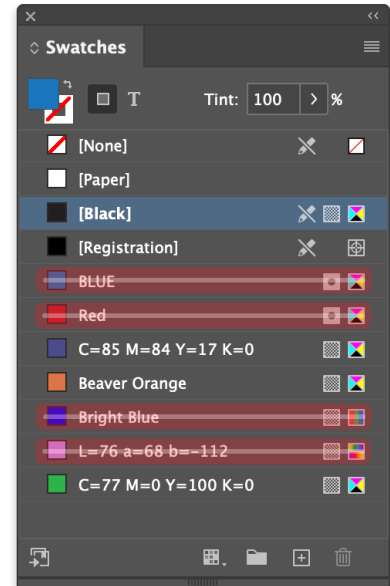 Swatches
T Tint: 100 %
[None]
[Paper]
[Black]
[Registration]
BLUE
Red
C=85 M=84 Y=17 K=0
Beaver Orange
Bright Blue
L=76 a=68 b=-112
C=77 M=0 Y=100 K=0